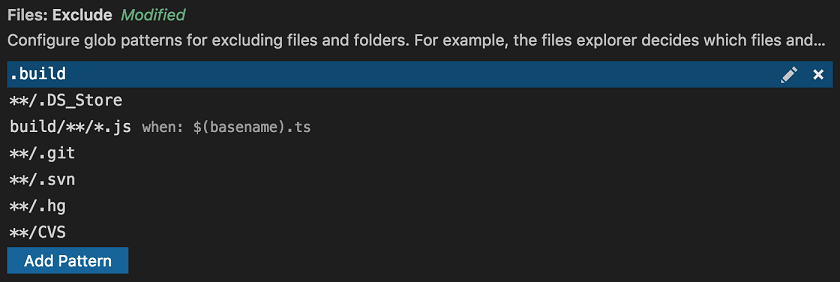 Files: Exclude Modified
Configure glob patterns for excluding files and folders. For example, the files explorer decides which files and...
.build
**/.DS_Store
build/**/*.js when: $(basename).ts
**/.git
**/.svn
**/.hg
**/CVS
Add Pattern